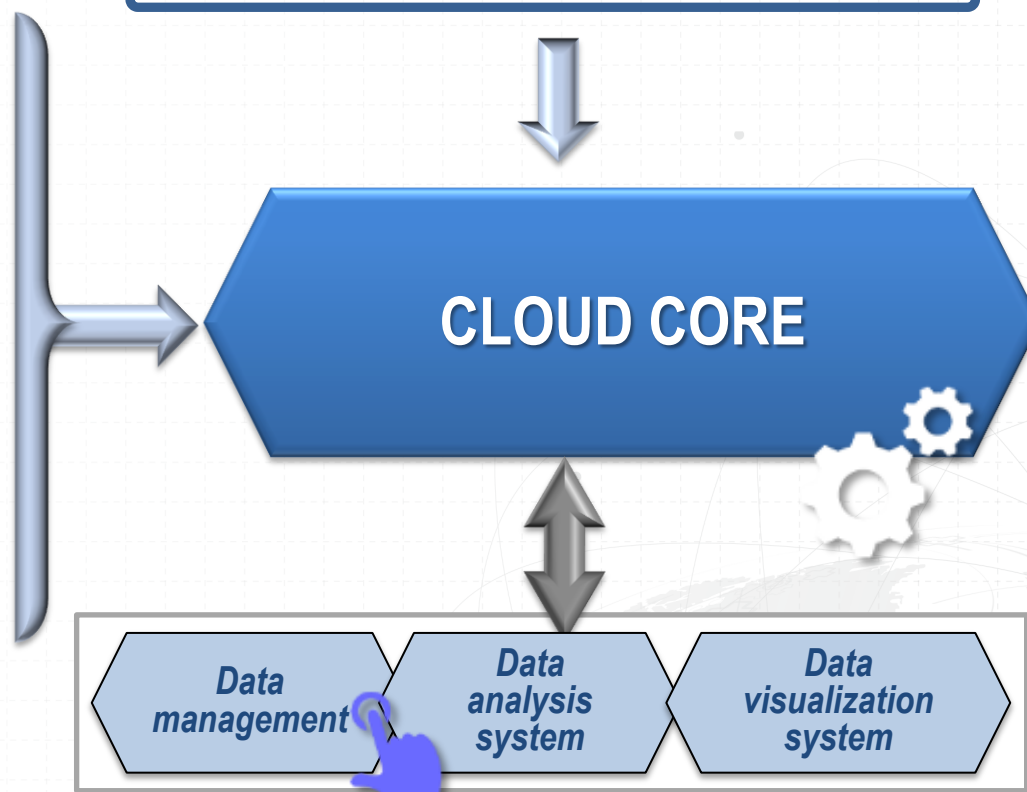 CLOUD CORE
Data
management
Data
analysis
system
Data
visualization
system